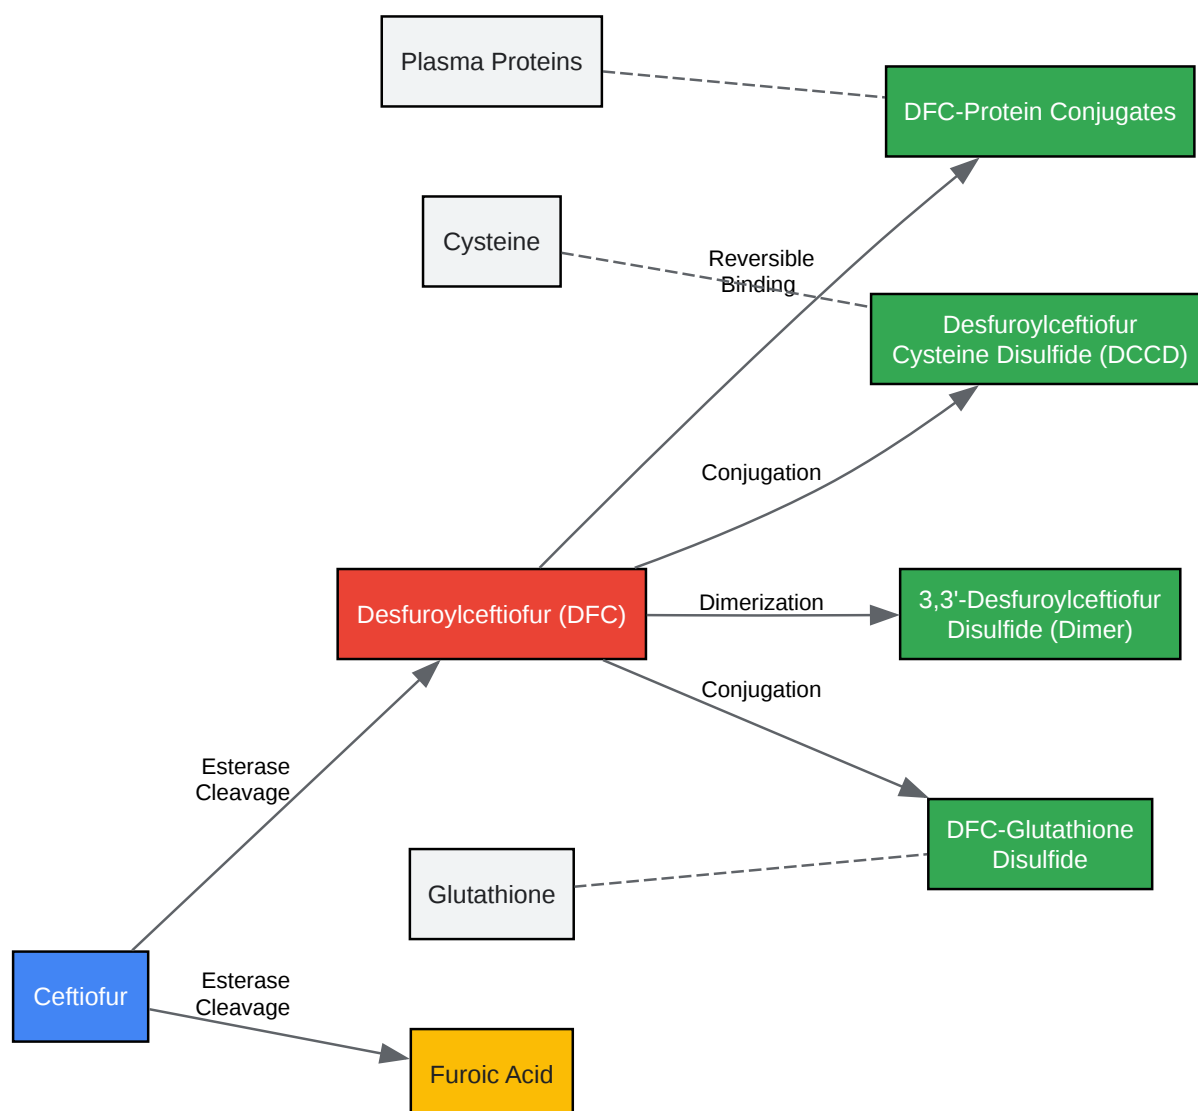 Plasma Proteins
DFC-Protein Conjugates
Cysteine
Reversible
Binding
Desfuroylceftiofur
Cysteine Disulfide (DCCD)
Conjugation
Desfuroylceftiofur (DFC)
Dimerization
3,3'-Desfuroylceftiofur
Disulfide (Dimer)
Conjugation
Esterase
Cleavage
DFC-Glutathione
Disulfide
Glutathione
Ceftiofur
Esterase
Cleavage
Furoic Acid